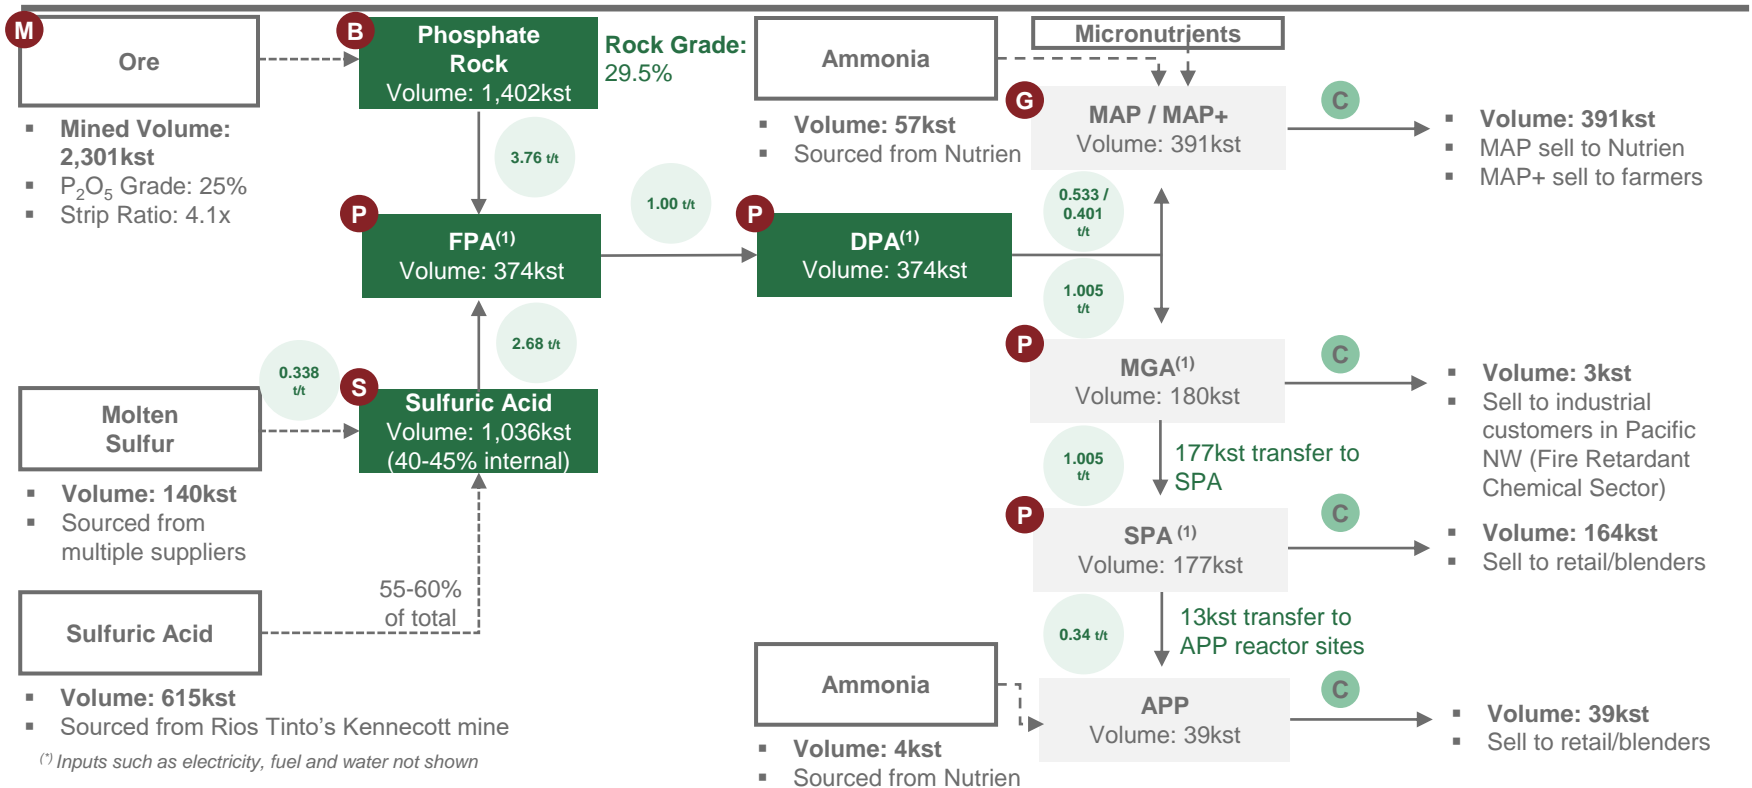 M
Ore
▪ Mined Volume:
2,301kst
▪ P₂O₅ Grade: 25%
▪ Strip Ratio: 4.1x
B
Phosphate
Rock
Volume: 1,402kst
Rock Grade:
29.5%
3.76 t/t
P
FPA(1)
Volume: 374kst
1.00 t/t
P
DPA(1)
Volume: 374kst
2.68 t/t
0.338
t/t
Molten
Sulfur
▪ Volume: 140kst
▪ Sourced from
multiple suppliers
S
Sulfuric Acid
Volume: 1,036kst
(40-45% internal)
55-60%
of total
Sulfuric Acid
▪ Volume: 615kst
▪ Sourced from Rios Tinto's Kennecott mine
(*) Inputs such as electricity, fuel and water not shown
Ammonia
▪ Volume: 57kst
▪ Sourced from Nutrien
Micronutrients
G
MAP / MAP+
Volume: 391kst
C
▪ Volume: 391kst
▪ MAP sell to Nutrien
▪ MAP+ sell to farmers
0.533 /
0.401
t/t
1.005
t/t
P
MGA(1)
Volume: 180kst
C
▪ Volume: 3kst
▪ Sell to industrial
customers in Pacific
NW (Fire Retardant
Chemical Sector)
1.005
t/t
177kst transfer to
SPA
P
SPA (1)
Volume: 177kst
C
▪ Volume: 164kst
▪ Sell to retail/blenders
0.34 t/t
13kst transfer to
APP reactor sites
Ammonia
▪ Volume: 4kst
▪ Sourced from Nutrien
APP
Volume: 39kst
C
▪ Volume: 39kst
▪ Sell to retail/blenders